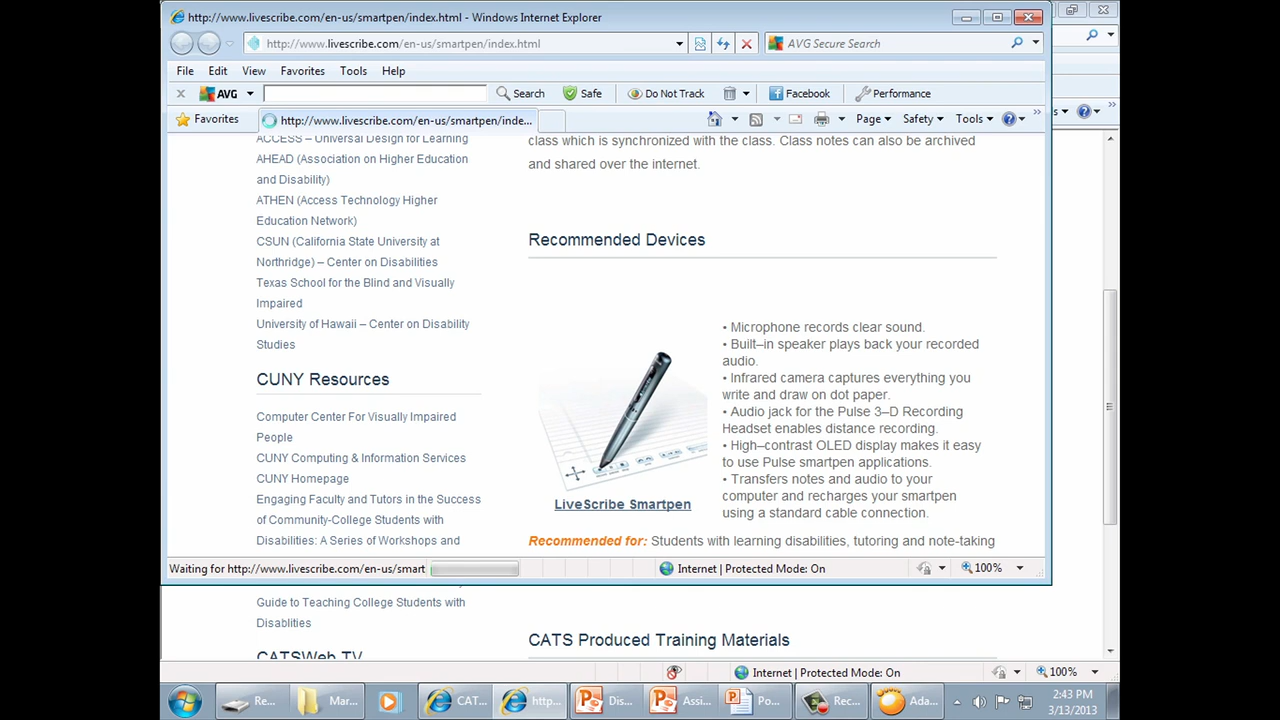 http://www.livescribe.com/en-us/smartpen/index.html - Windows Internet Explorer
http://www.livescribe.com/en-us/smartpen/index.html
AVG Secure Search
File Edit View Favorites Tools Help
AVG Search Safe Do Not Track Facebook Performance
Favorites http://www.livescribe.com/en-us/smartpen/inde... Page Safety Tools
ACCESS – Universal Design for Learning
AHEAD (Association on Higher Education
and Disability)
ATHEN (Access Technology Higher
Education Network)
CSUN (California State University at
Northridge) – Center on Disabilities
Texas School for the Blind and Visually
Impaired
University of Hawaii – Center on Disability
Studies
CUNY Resources
Computer Center For Visually Impaired
People
CUNY Computing & Information Services
CUNY Homepage
Engaging Faculty and Tutors in the Success
of Community-College Students with
Disabilities: A Series of Workshops and
class which is synchronized with the class. Class notes can also be archived
and shared over the internet.
Recommended Devices
• Microphone records clear sound.
• Built–in speaker plays back your recorded
audio.
• Infrared camera captures everything you
write and draw on dot paper.
• Audio jack for the Pulse 3–D Recording
Headset enables distance recording.
• High–contrast OLED display makes it easy
to use Pulse smartpen applications.
• Transfers notes and audio to your
computer and recharges your smartpen
using a standard cable connection.
LiveScribe Smartpen
Recommended for: Students with learning disabilities, tutoring and note-taking
Waiting for http://www.livescribe.com/en-us/smart Internet | Protected Mode: On 100%
Guide to Teaching College Students with
Disablities
CATSWeb TV
CATS Produced Training Materials
Internet | Protected Mode: On 100%
Re... Mar... CAT... http... Dis... Assi... Po... Rec... Ada...
2:43 PM
3/13/2013